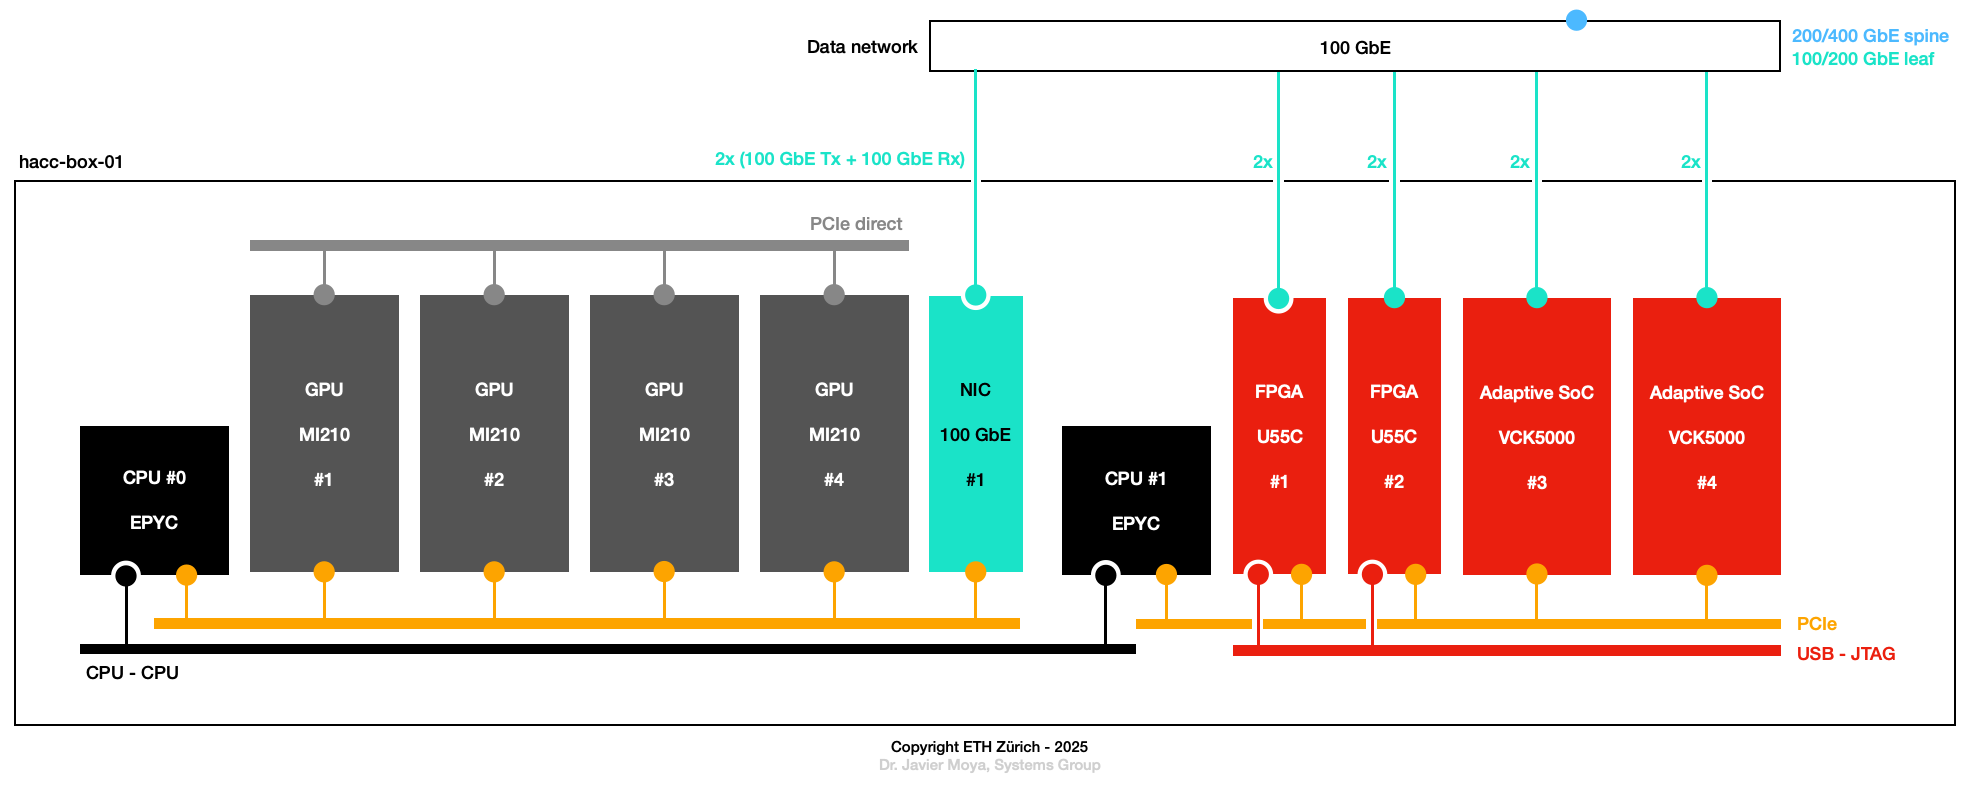 Data network
100 GbE
200/400 GbE spine
100/200 GbE leaf
hacc-box-01
2x (100 GbE Tx + 100 GbE Rx)
2x
2x
2x
2x
PCIe direct
CPU #0
EPYC
GPU
MI210
#1
GPU
MI210
#2
GPU
MI210
#3
GPU
MI210
#4
NIC
100 GbE
#1
CPU #1
EPYC
FPGA
U55C
#1
FPGA
U55C
#2
Adaptive SoC
VCK5000
#3
Adaptive SoC
VCK5000
#4
PCIe
USB - JTAG
CPU - CPU
Copyright ETH Zürich - 2025
Dr. Javier Moya, Systems Group